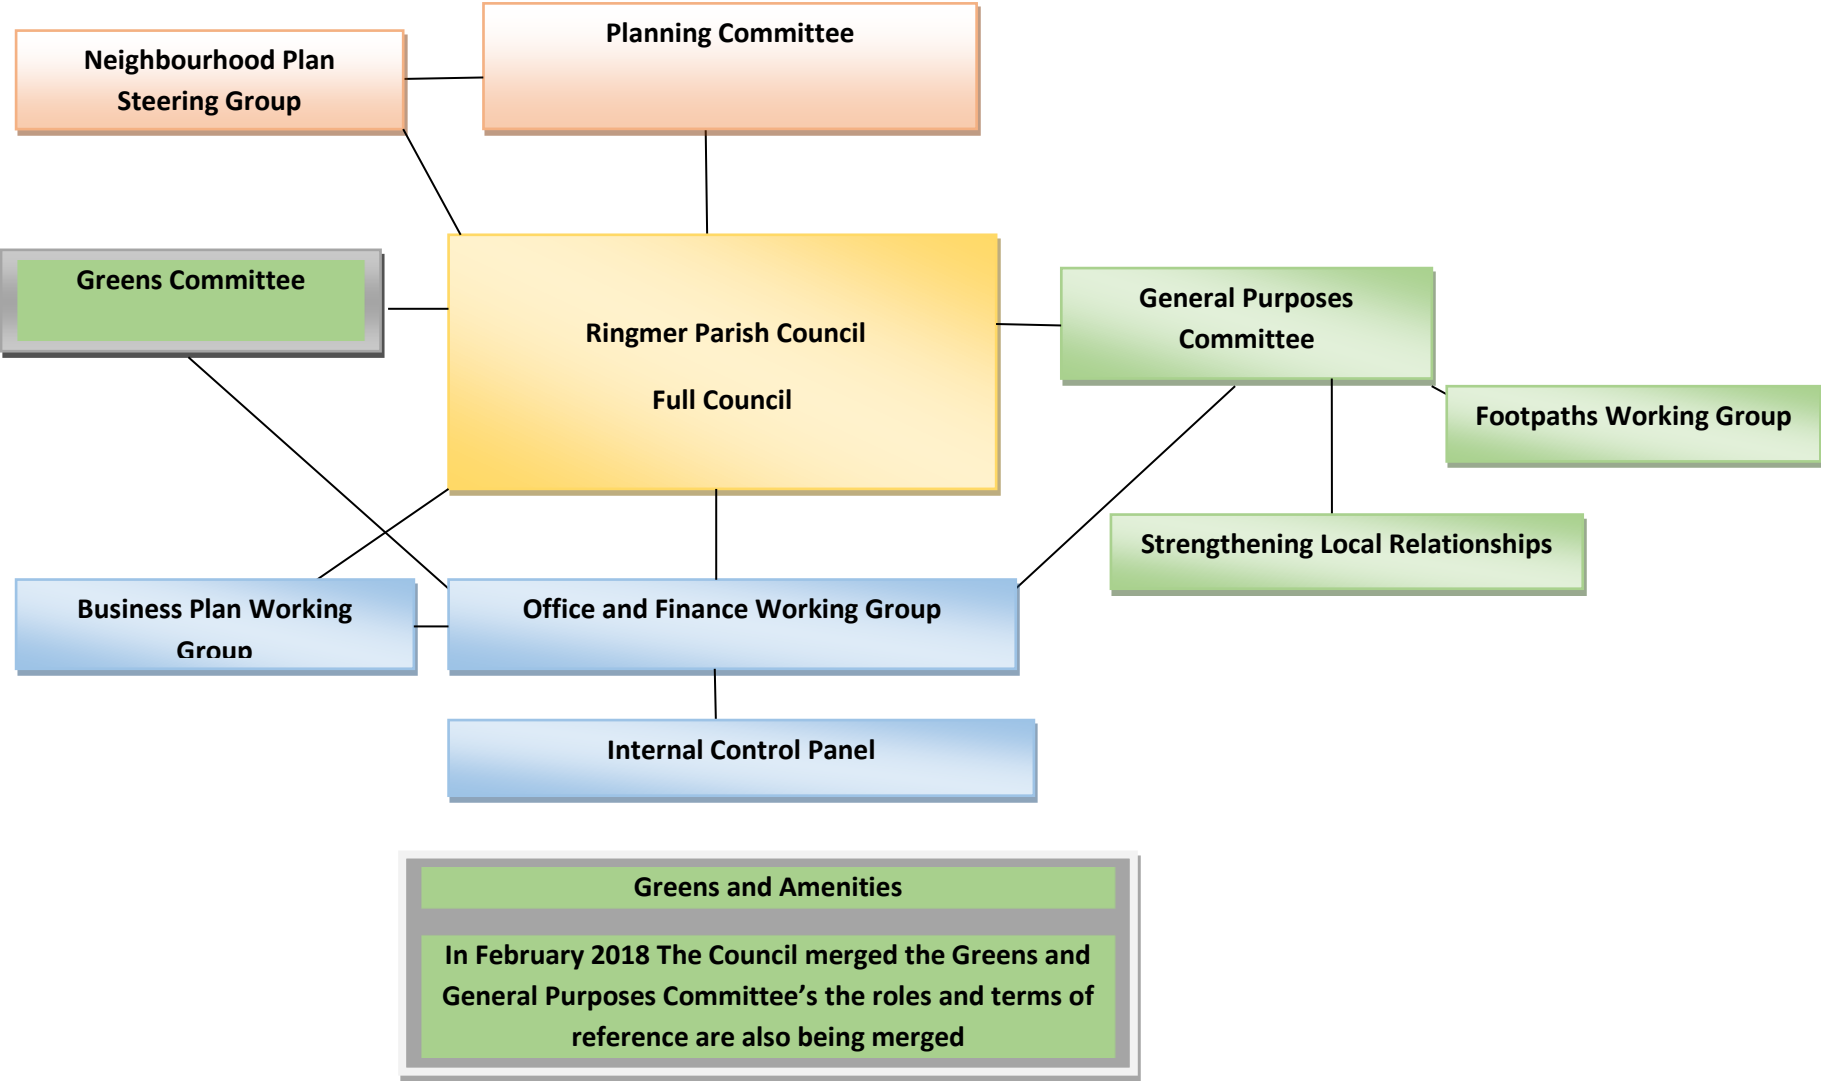 Planning Committee
Neighbourhood Plan
Steering Group
Greens Committee
Ringmer Parish Council
Full Council
General Purposes
Committee
Footpaths Working Group
Strengthening Local Relationships
Business Plan Working
Group
Office and Finance Working Group
Internal Control Panel
Greens and Amenities
In February 2018 The Council merged the Greens and
General Purposes Committee’s the roles and terms of
reference are also being merged